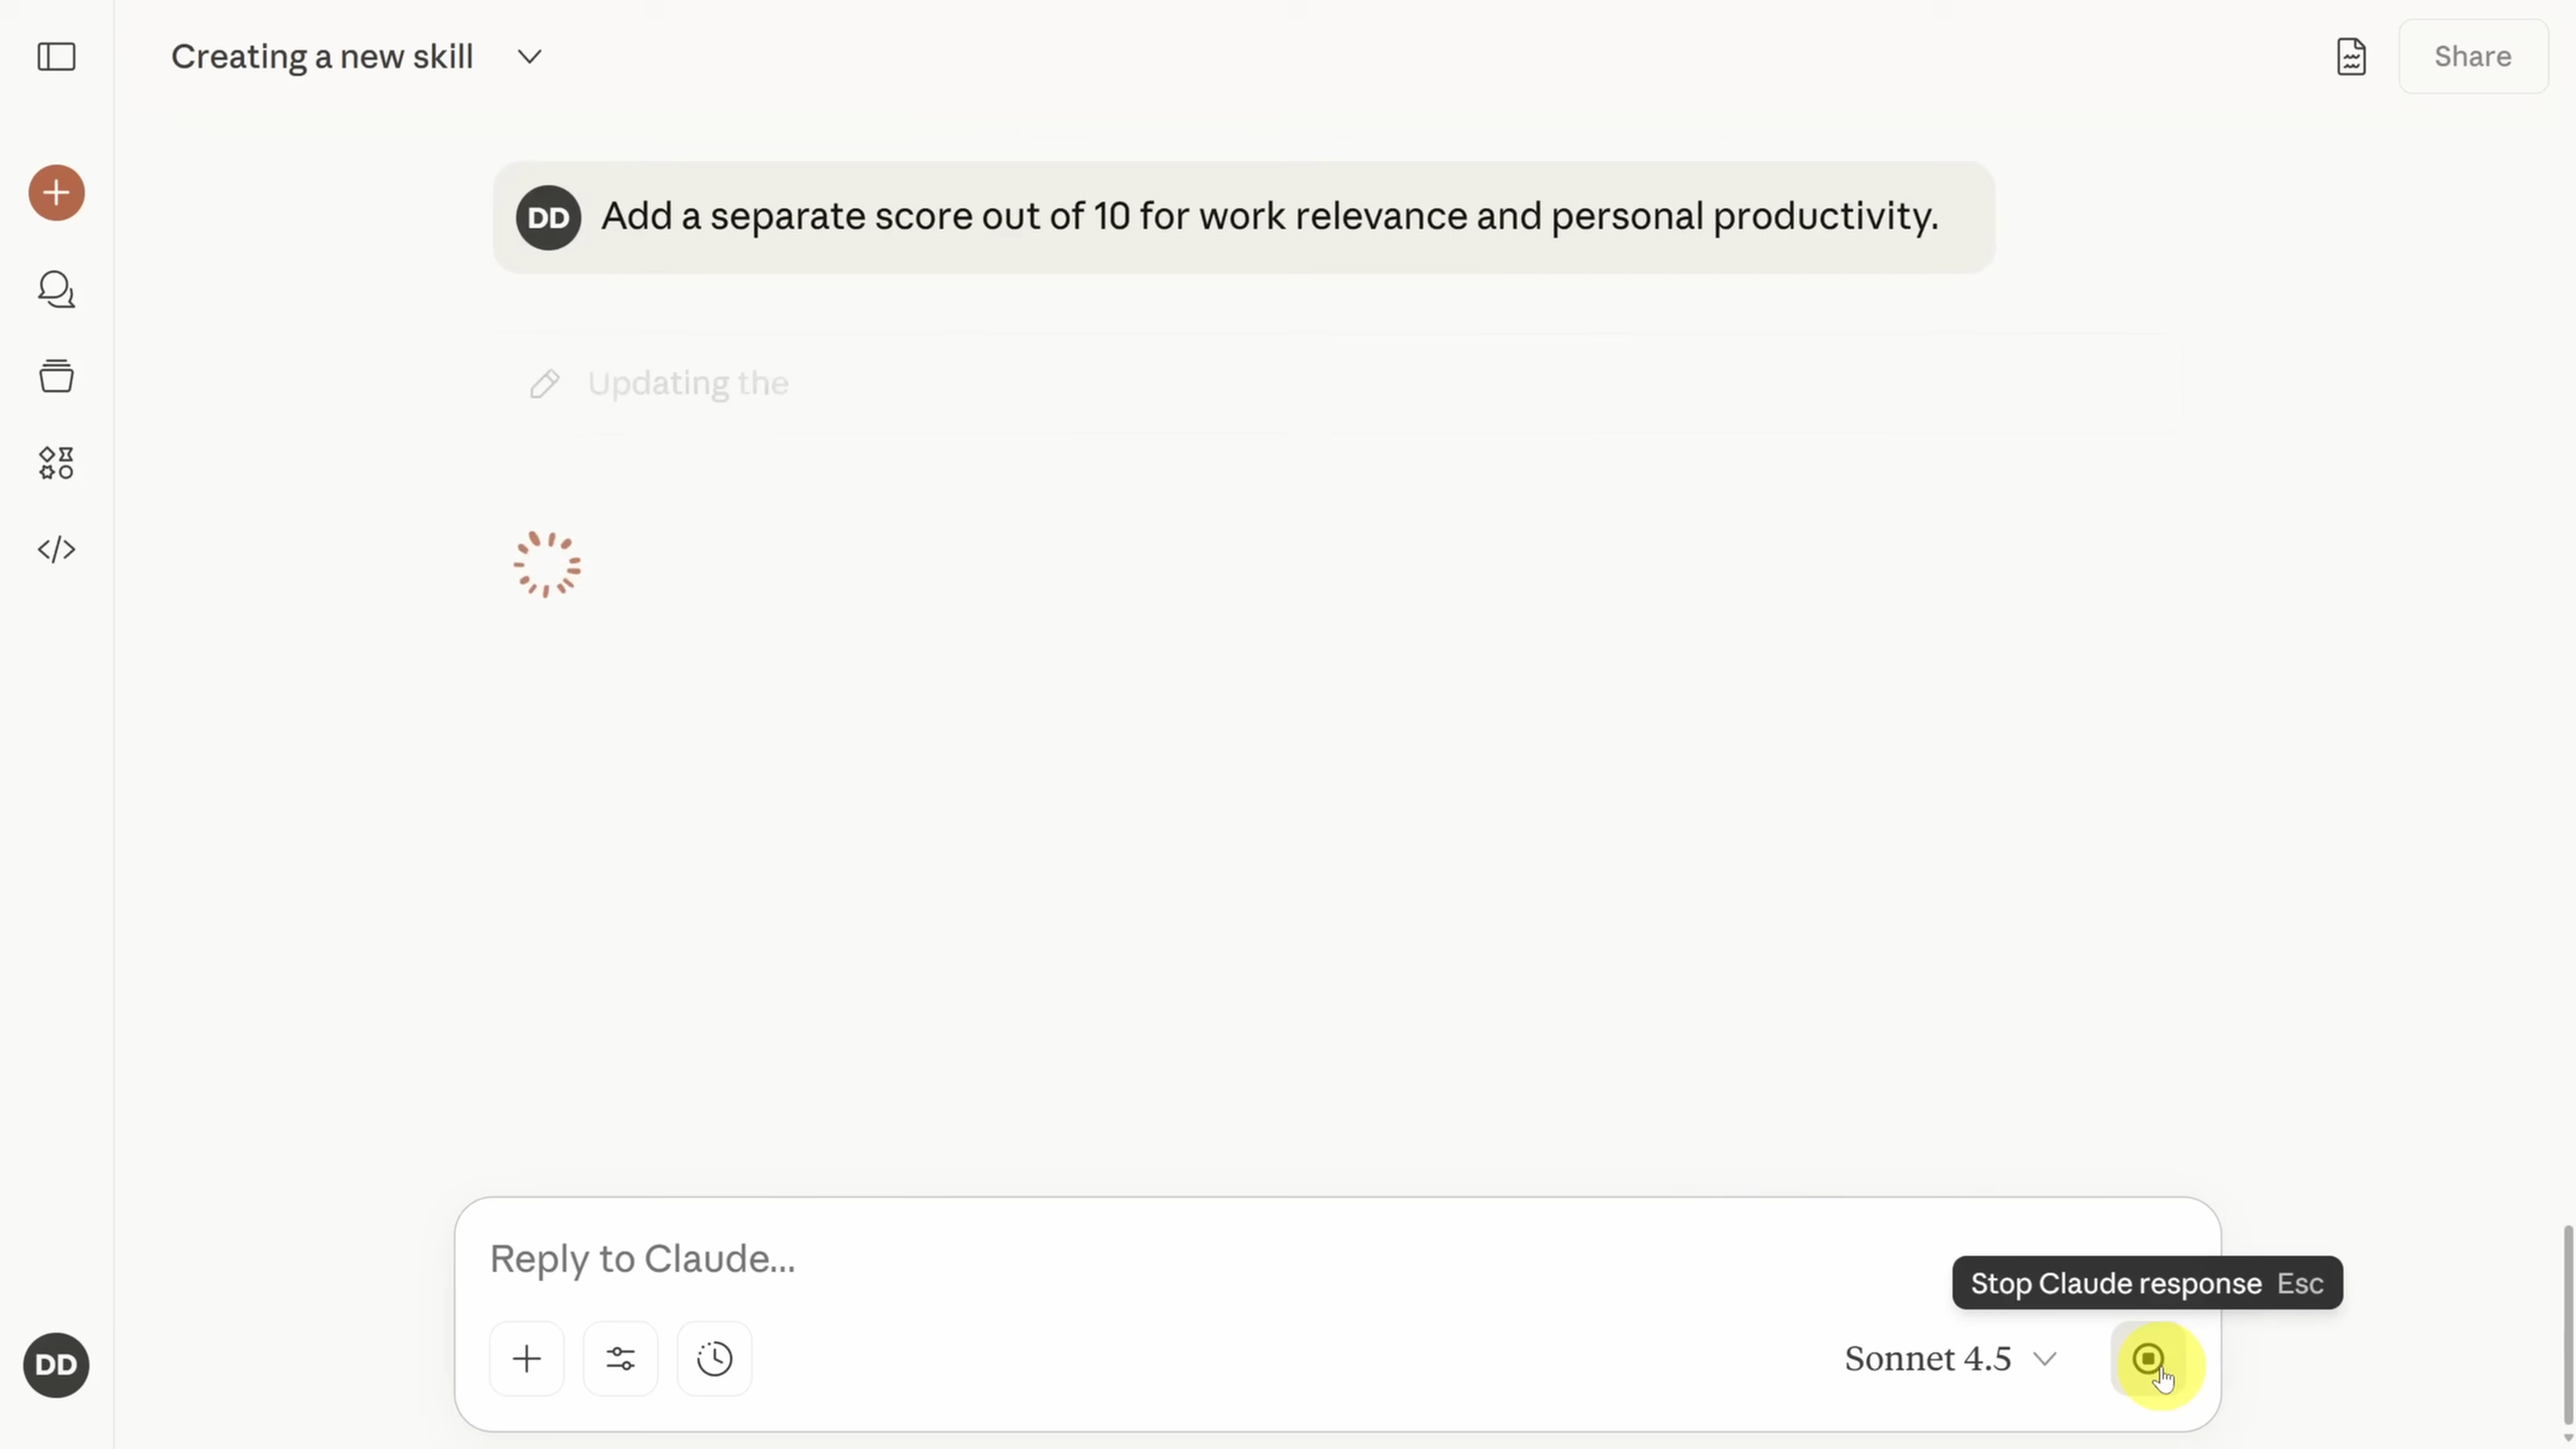 Creating a new skill
Share
DD
Add a separate score out of 10 for work relevance and personal productivity.
Updating the
Reply to Claude...
Stop Claude response Esc
Sonnet 4.5
DD